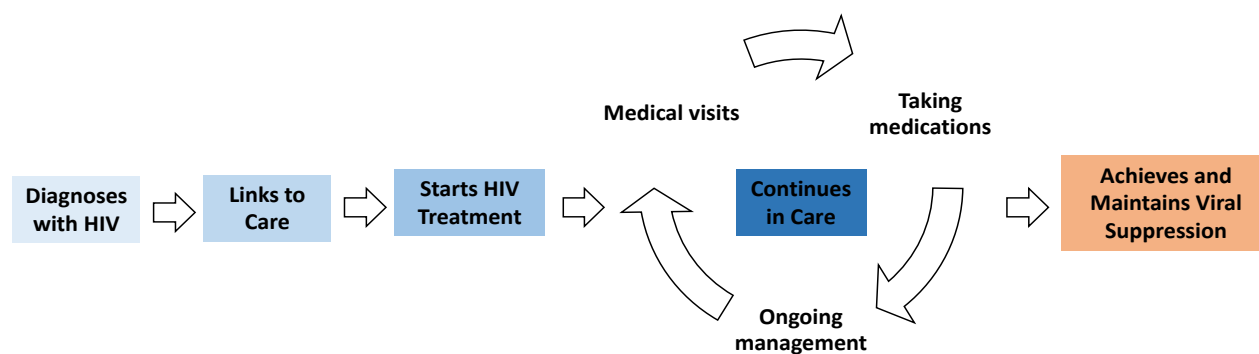 Diagnoses
with HIV
Links to
Care
Starts HIV
Treatment
Medical visits
Taking
medications
Continues
in Care
Ongoing
management
Achieves and
Maintains Viral
Suppression